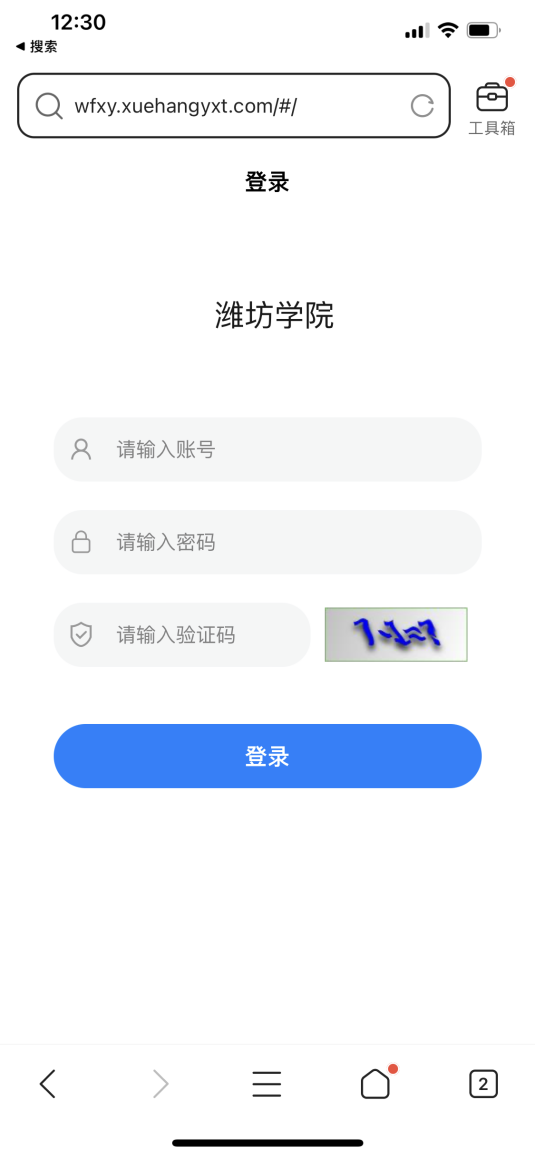 12:30
◀ 搜索
wfxy.xuehangyxt.com/#/
工具箱
登录
潍坊学院
请输入账号
请输入密码
请输入验证码
登录
2